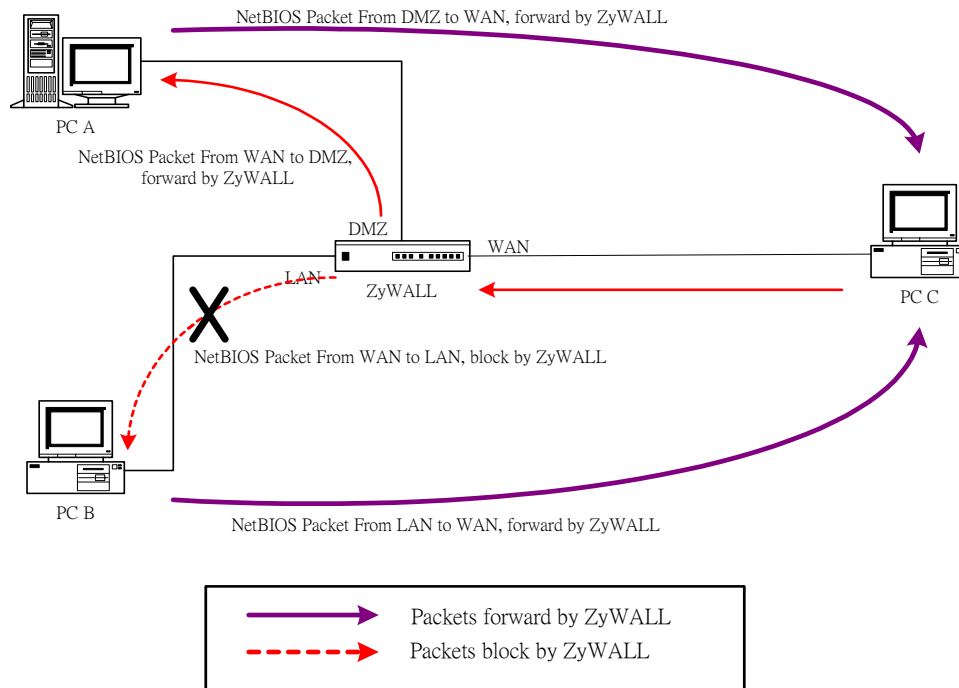 NetBIOS Packet From DMZ to WAN, forward by ZyWALL
PC A
NetBIOS Packet From WAN to DMZ,
forward by ZyWALL
DMZ
WAN
LAN
ZyWALL
PC C
NetBIOS Packet From WAN to LAN, block by ZyWALL
PC B
NetBIOS Packet From LAN to WAN, forward by ZyWALL
Packets forward by ZyWALL
Packets block by ZyWALL